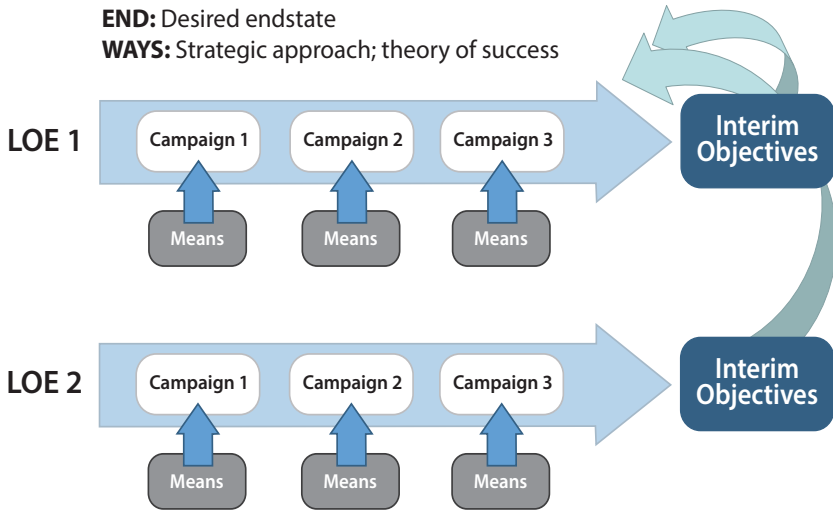 END: Desired endstate
WAYS: Strategic approach; theory of success
LOE 1
Campaign 1
Campaign 2
Campaign 3
Interim
Objectives
Means
Means
Means
LOE 2
Campaign 1
Campaign 2
Campaign 3
Interim
Objectives
Means
Means
Means